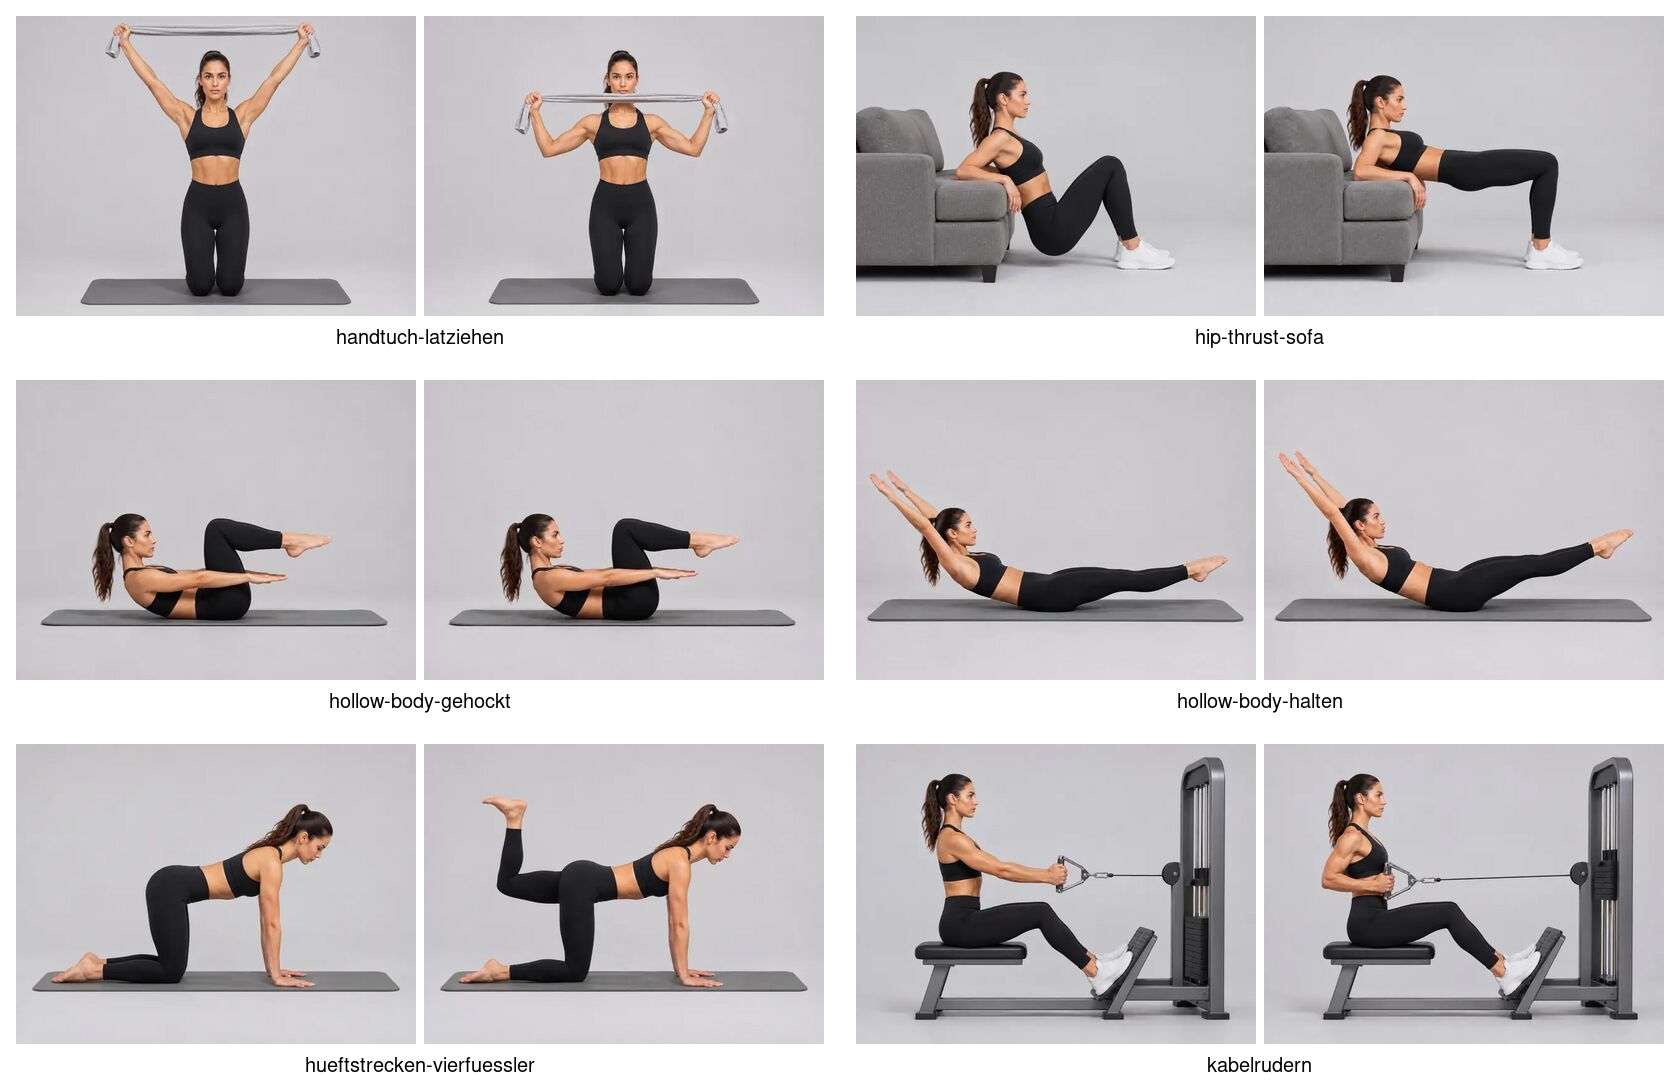 handtuch-latziehen
hip-thrust-sofa
hollow-body-gehockt
hollow-body-halten
hueftstrecken-vierfuessler
kabelrudern